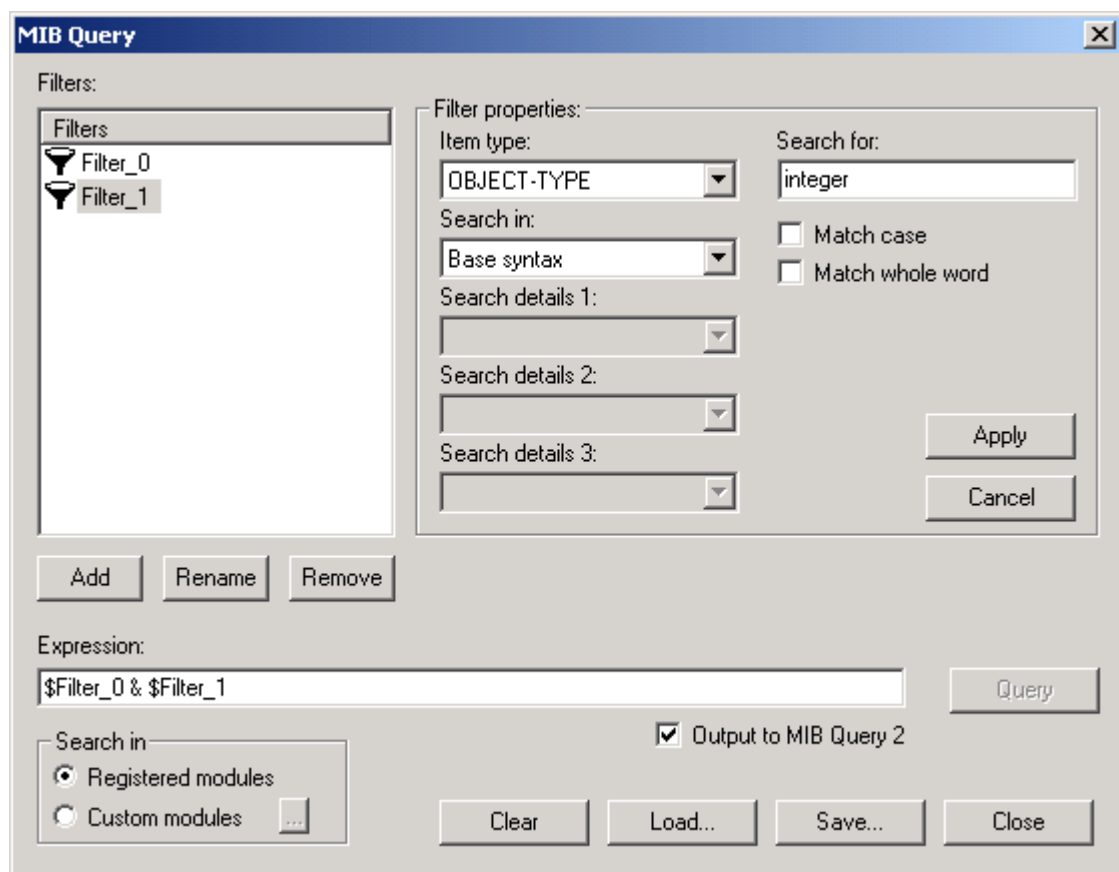 MIB Query
Filters:
Filters
Filter_0
Filter_1
Filter properties:
Item type:
OBJECT-TYPE
Search in:
Base syntax
Search details 1:
Search details 2:
Search details 3:
Search for:
integer
Match case
Match whole word
Apply
Cancel
Add Rename Remove
Expression:
$Filter_0 & $Filter_1
Query
Output to MIB Query 2
Search in
Registered modules
Custom modules ...
Clear Load... Save... Close